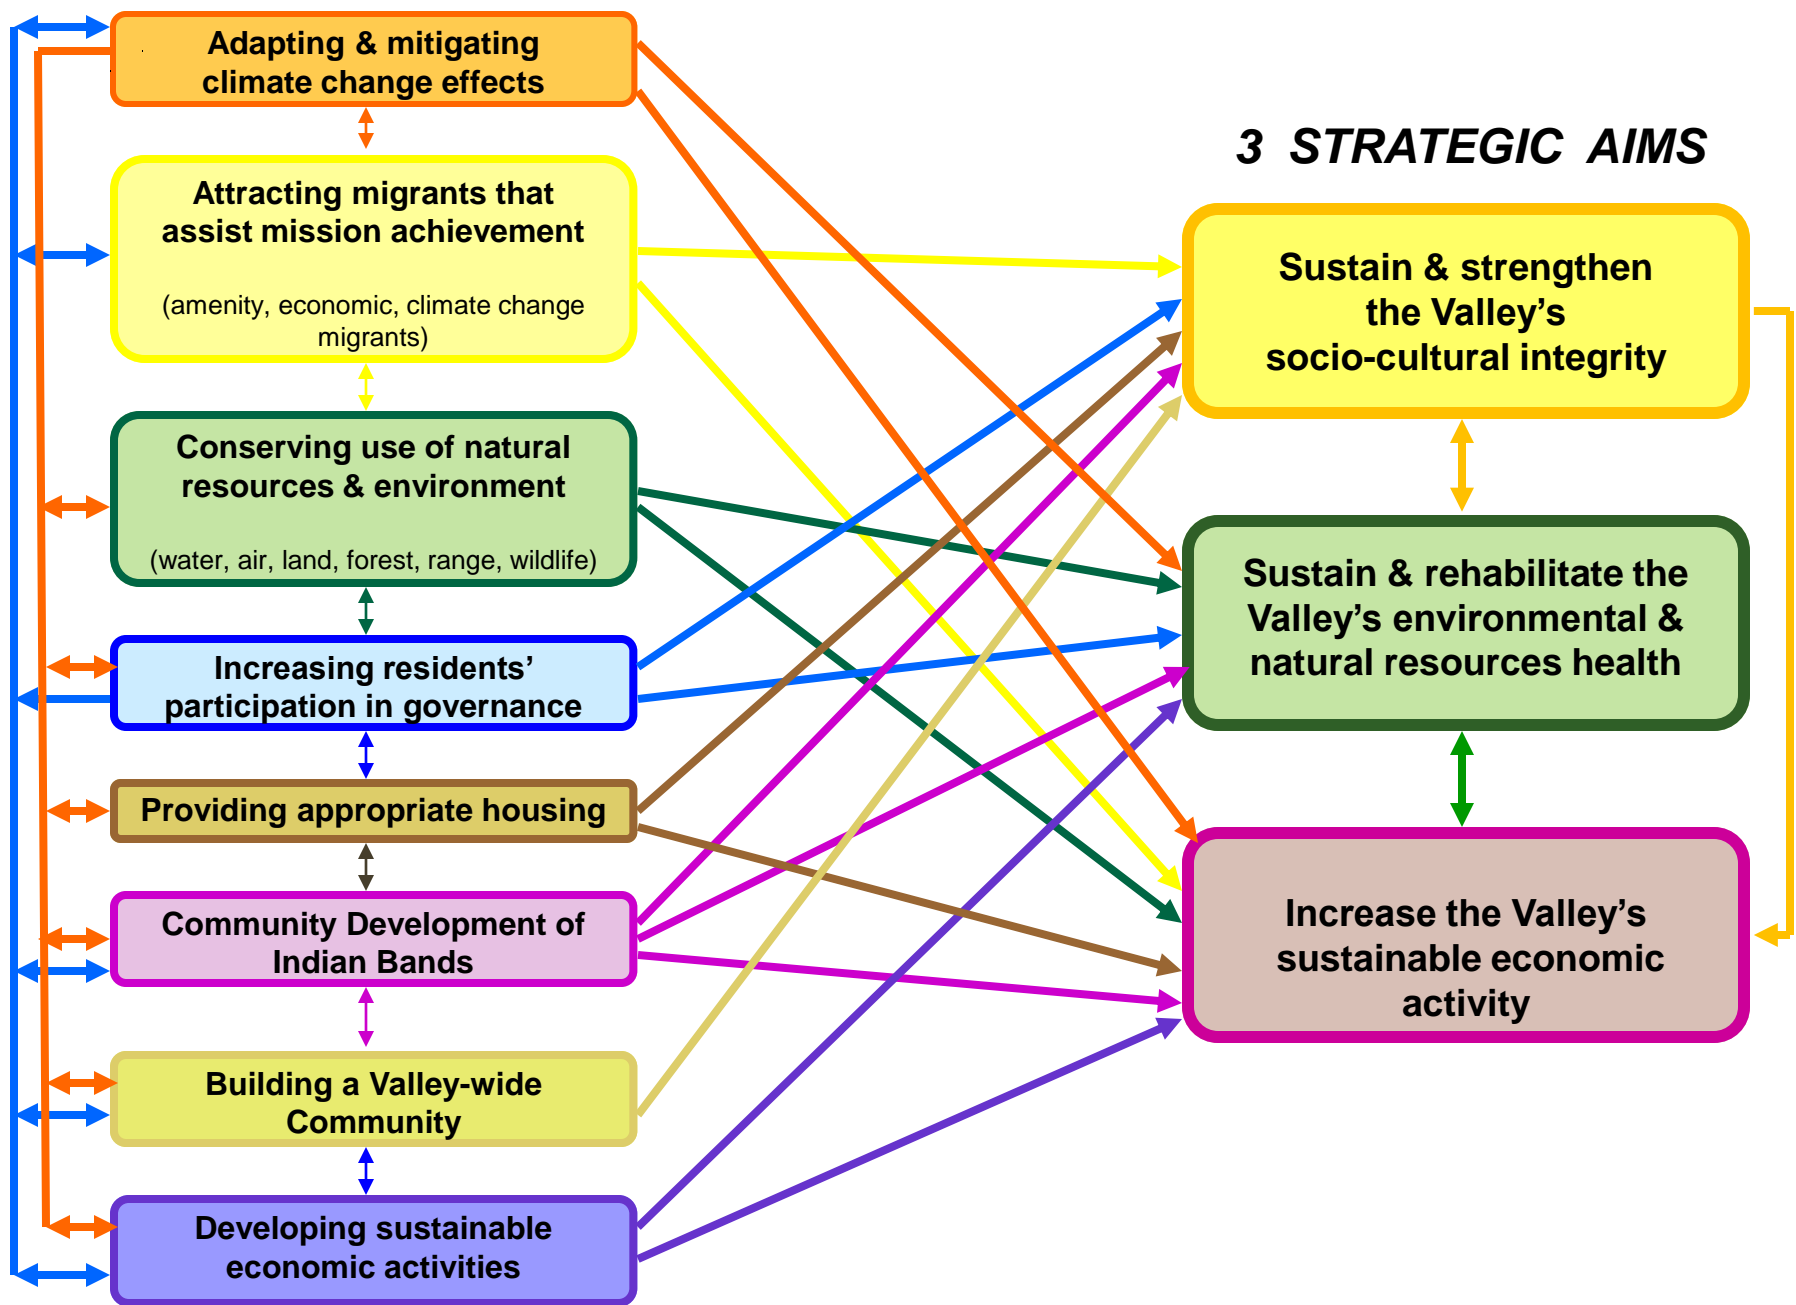 Adapting & mitigating
climate change effects
Attracting migrants that
assist mission achievement
(amenity, economic, climate change
migrants)
Conserving use of natural
resources & environment
(water, air, land, forest, range, wildlife)
Increasing residents’
participation in governance
Providing appropriate housing
Community Development of
Indian Bands
Building a Valley-wide
Community
Developing sustainable
economic activities
3 STRATEGIC AIMS
Sustain & strengthen
the Valley’s
socio-cultural integrity
Sustain & rehabilitate the
Valley’s environmental &
natural resources health
Increase the Valley’s
sustainable economic
activity